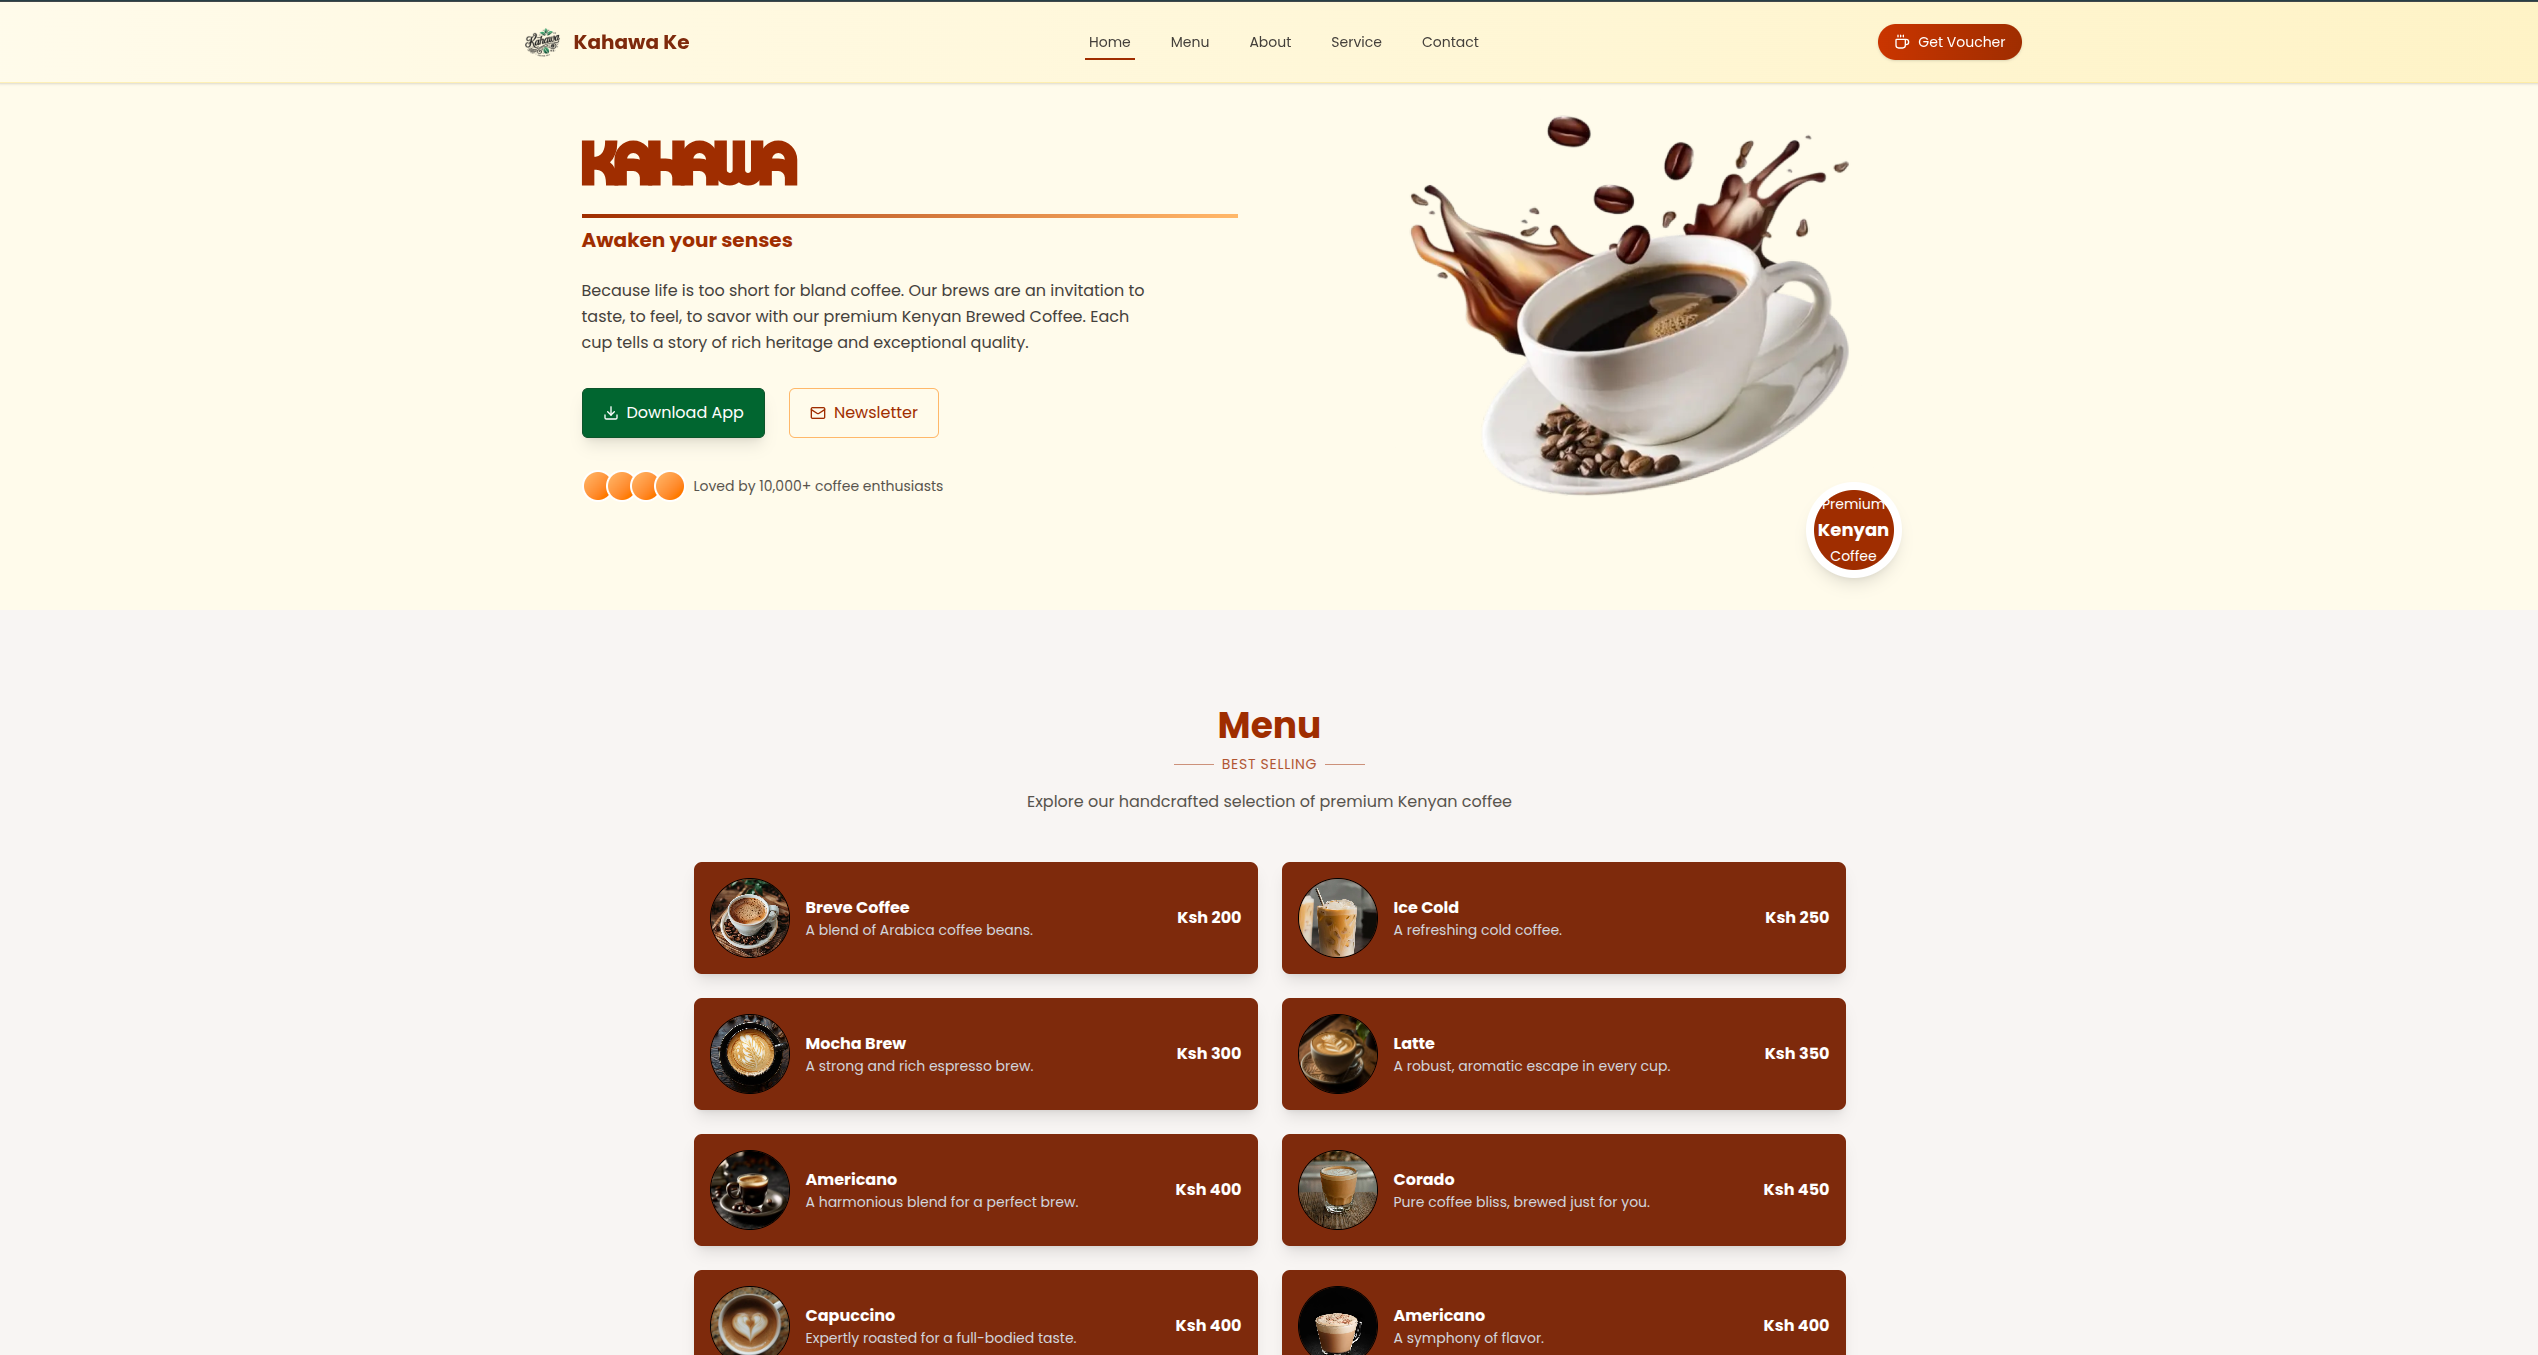 Kahawa
Kahawa Ke
Home
Menu
About
Service
Contact
Get Voucher
KAHAWA
Awaken your senses
Because life is too short for bland coffee. Our brews are an invitation to
taste, to feel, to savor with our premium Kenyan Brewed Coffee. Each
cup tells a story of rich heritage and exceptional quality.
Download App
Newsletter
Loved by 10,000+ coffee enthusiasts
Premium
Kenyan
Coffee
Menu
BEST SELLING
Explore our handcrafted selection of premium Kenyan coffee
Breve Coffee
A blend of Arabica coffee beans.
Ksh 200
Ice Cold
A refreshing cold coffee.
Ksh 250
Mocha Brew
A strong and rich espresso brew.
Ksh 300
Latte
A robust, aromatic escape in every cup.
Ksh 350
Americano
A harmonious blend for a perfect brew.
Ksh 400
Corado
Pure coffee bliss, brewed just for you.
Ksh 450
Capuccino
Expertly roasted for a full-bodied taste.
Ksh 400
Americano
A symphony of flavor.
Ksh 400